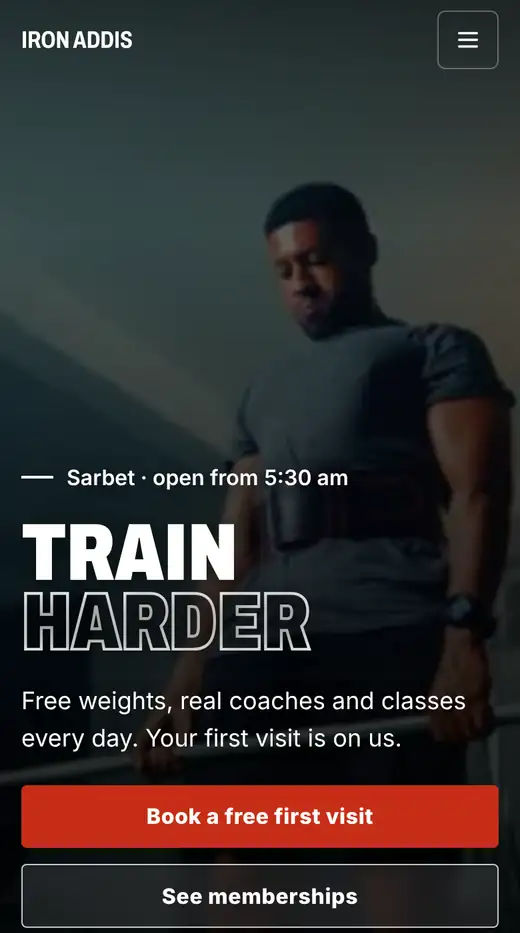 IRON ADDIS
Sarbet · open from 5:30 am
TRAIN
HARDER
Free weights, real coaches and classes
every day. Your first visit is on us.
Book a free first visit
See memberships